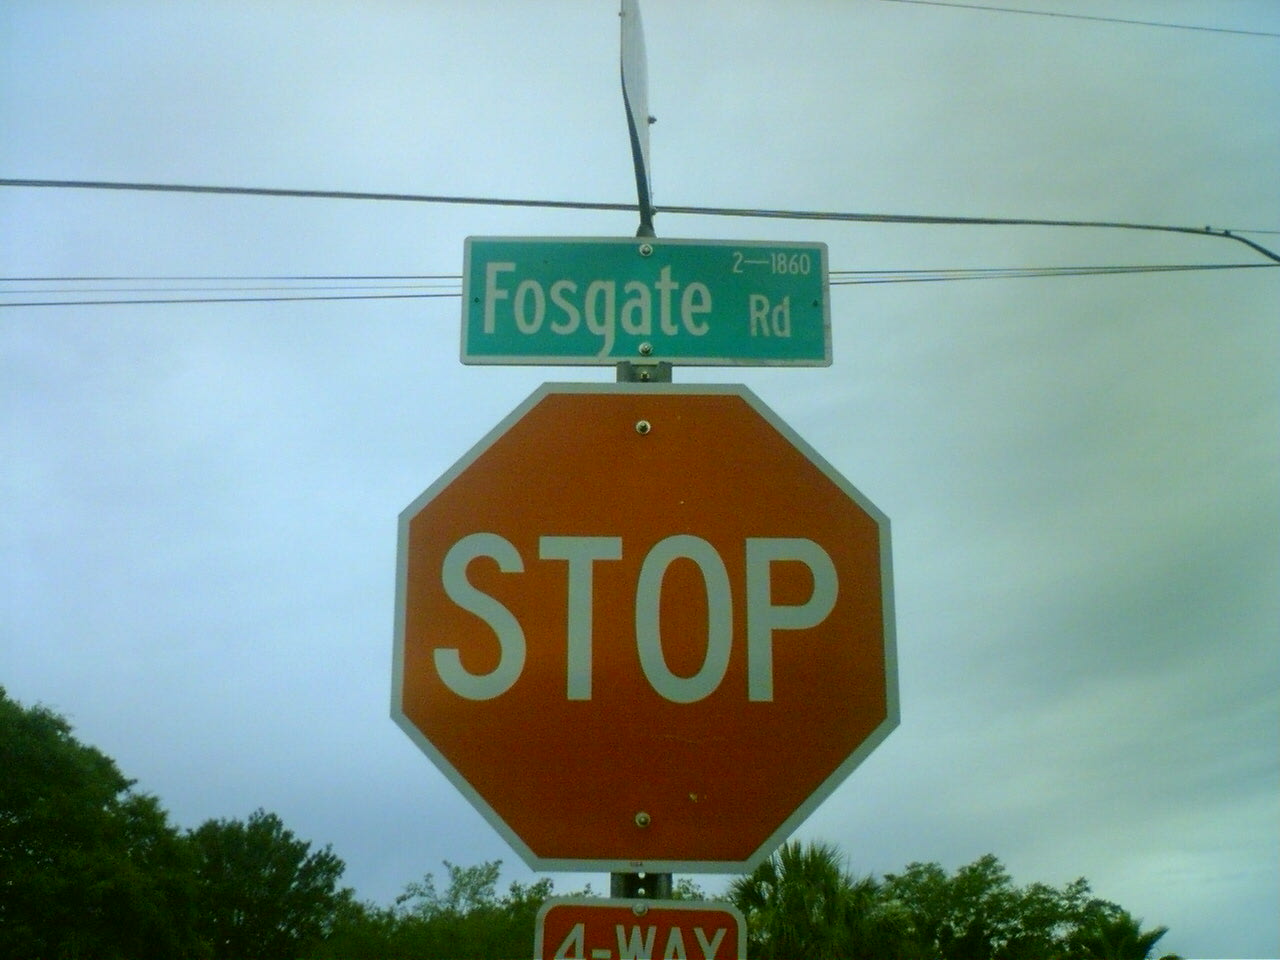 2—1860
Fosgate Rd
STOP
4-WAY